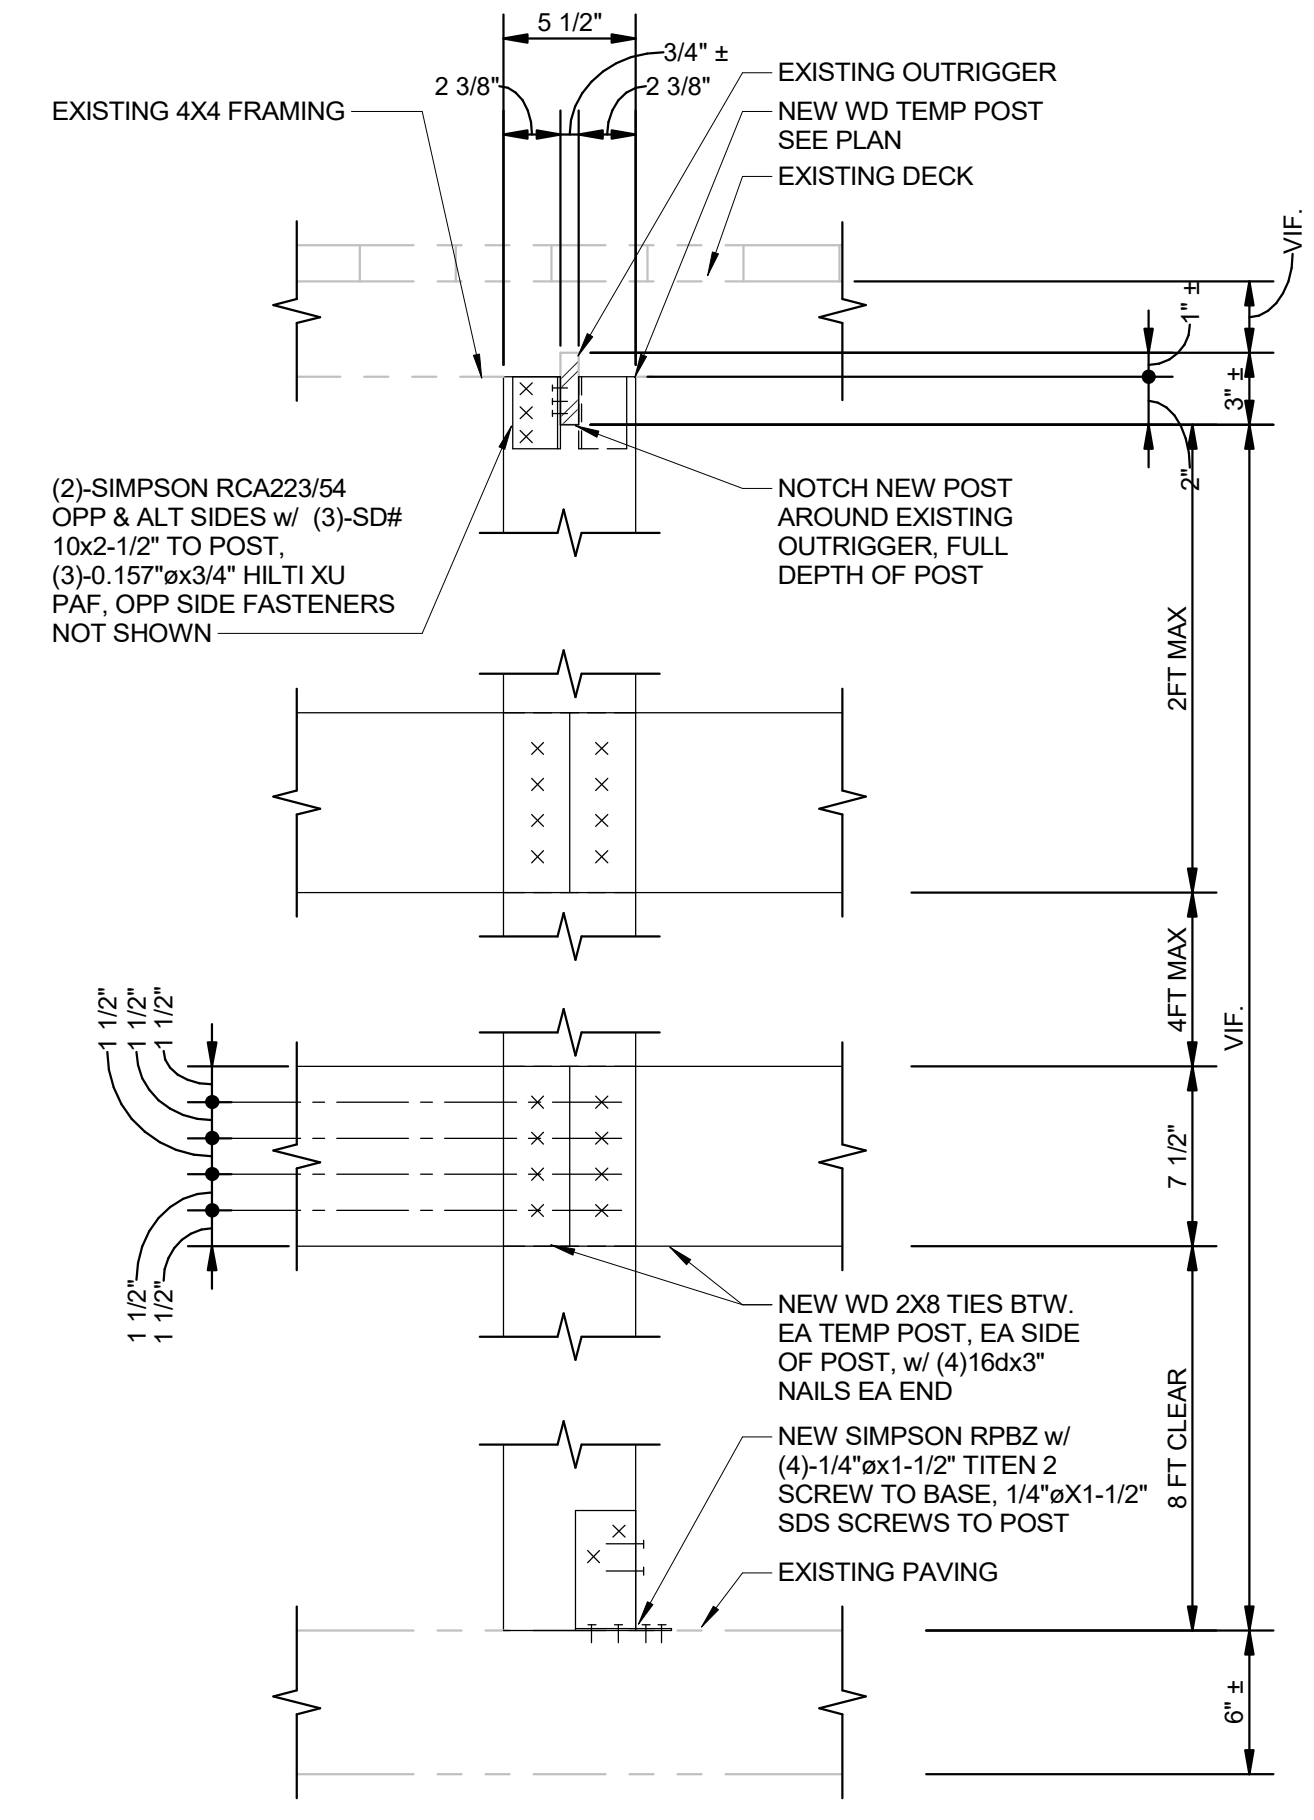 5 1/2"
3/4" ±
2 3/8"
2 3/8"
EXISTING OUTRIGGER
EXISTING 4X4 FRAMING
NEW WD TEMP POST
SEE PLAN
EXISTING DECK
VIF.
1" ±
3" ±
2"
(2)-SIMPSON RCA223/54
OPP & ALT SIDES w/ (3)-SD#
10x2-1/2" TO POST,
(3)-0.157"øx3/4" HILTI XU
PAF, OPP SIDE FASTENERS
NOT SHOWN
NOTCH NEW POST
AROUND EXISTING
OUTRIGGER, FULL
DEPTH OF POST
2FT MAX
4FT MAX
VIF.
1 1/2"
1 1/2"
1 1/2"
7 1/2"
1 1/2"
1 1/2"
NEW WD 2X8 TIES BTW.
EA TEMP POST, EA SIDE
OF POST, w/ (4)16dx3"
NAILS EA END
8 FT CLEAR
NEW SIMPSON RPBZ w/
(4)-1/4"øx1-1/2" TITEN 2
SCREW TO BASE, 1/4"øX1-1/2"
SDS SCREWS TO POST
EXISTING PAVING
6" ±